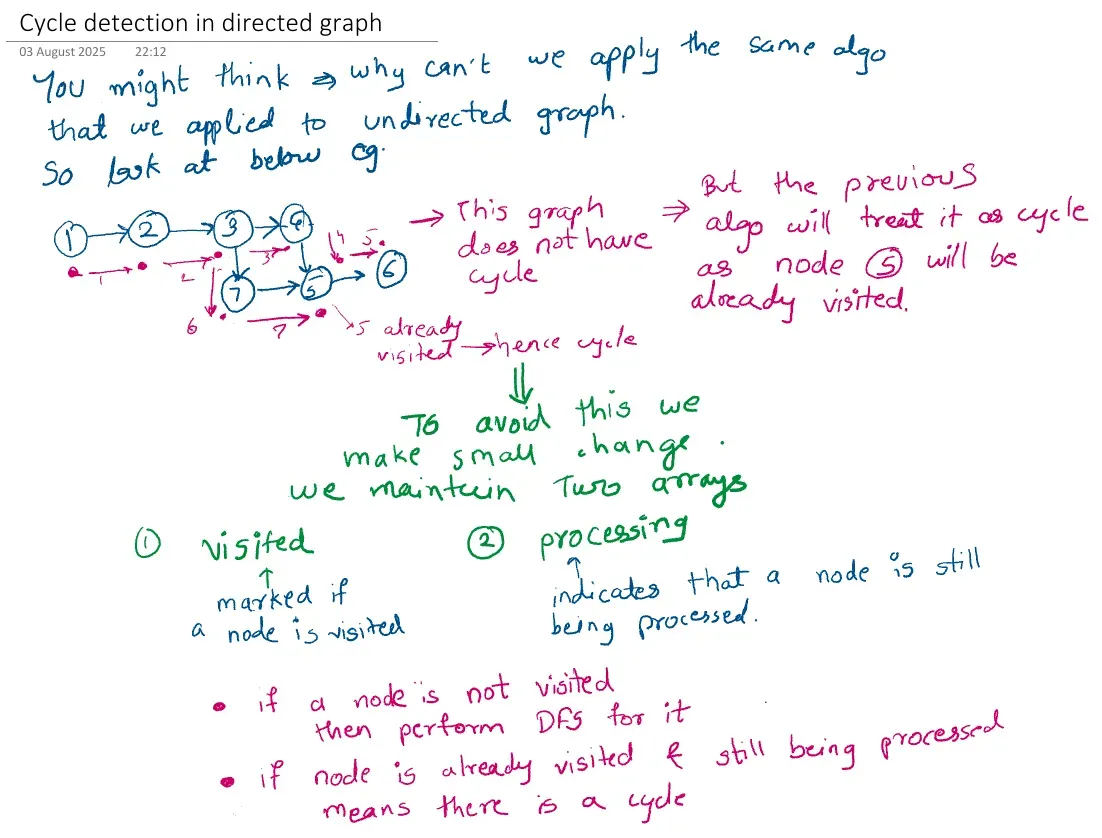 Cycle detection in directed graph
03 August 2025 22:12
You might think ⇒ why can't we apply the same algo
that we applied to undirected graph.
So look at below eg.
1 → 2 → 3 → 4
1 2 3 4 5
7 → 5 → 6
6 7
→ This graph
does not have
cycle
⇒ But the previous
algo will treat it as cycle
as node 5 will be
already visited.
5 already
visited → hence cycle
To avoid this we
make small change.
we maintain Two arrays
① visited
marked if
a node is visited
② processing
indicates that a node is still
being processed.
• if a node is not visited
then perform DFS for it
• if node is already visited & still being processed
means there is a cycle